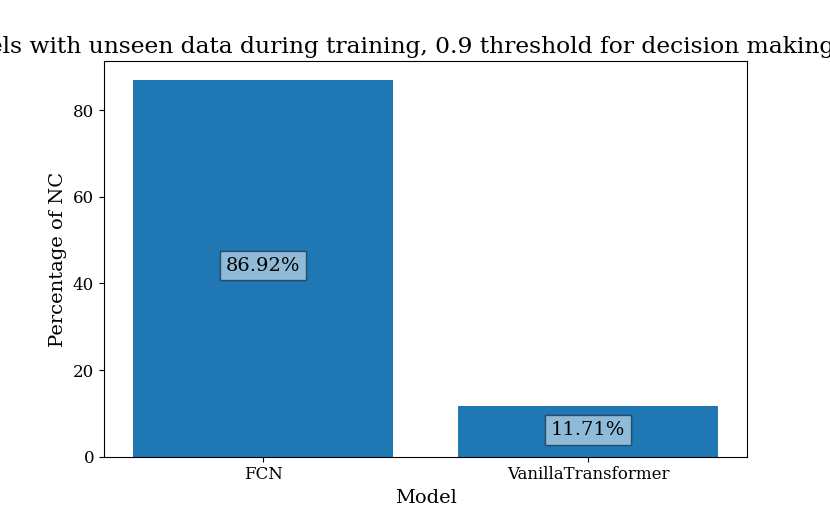 with unseen data during training, 0.9 threshold for decision making
80
60
40
20
0
Percentage of NC
86.92%
11.71%
FCN
VanillaTransformer
Model